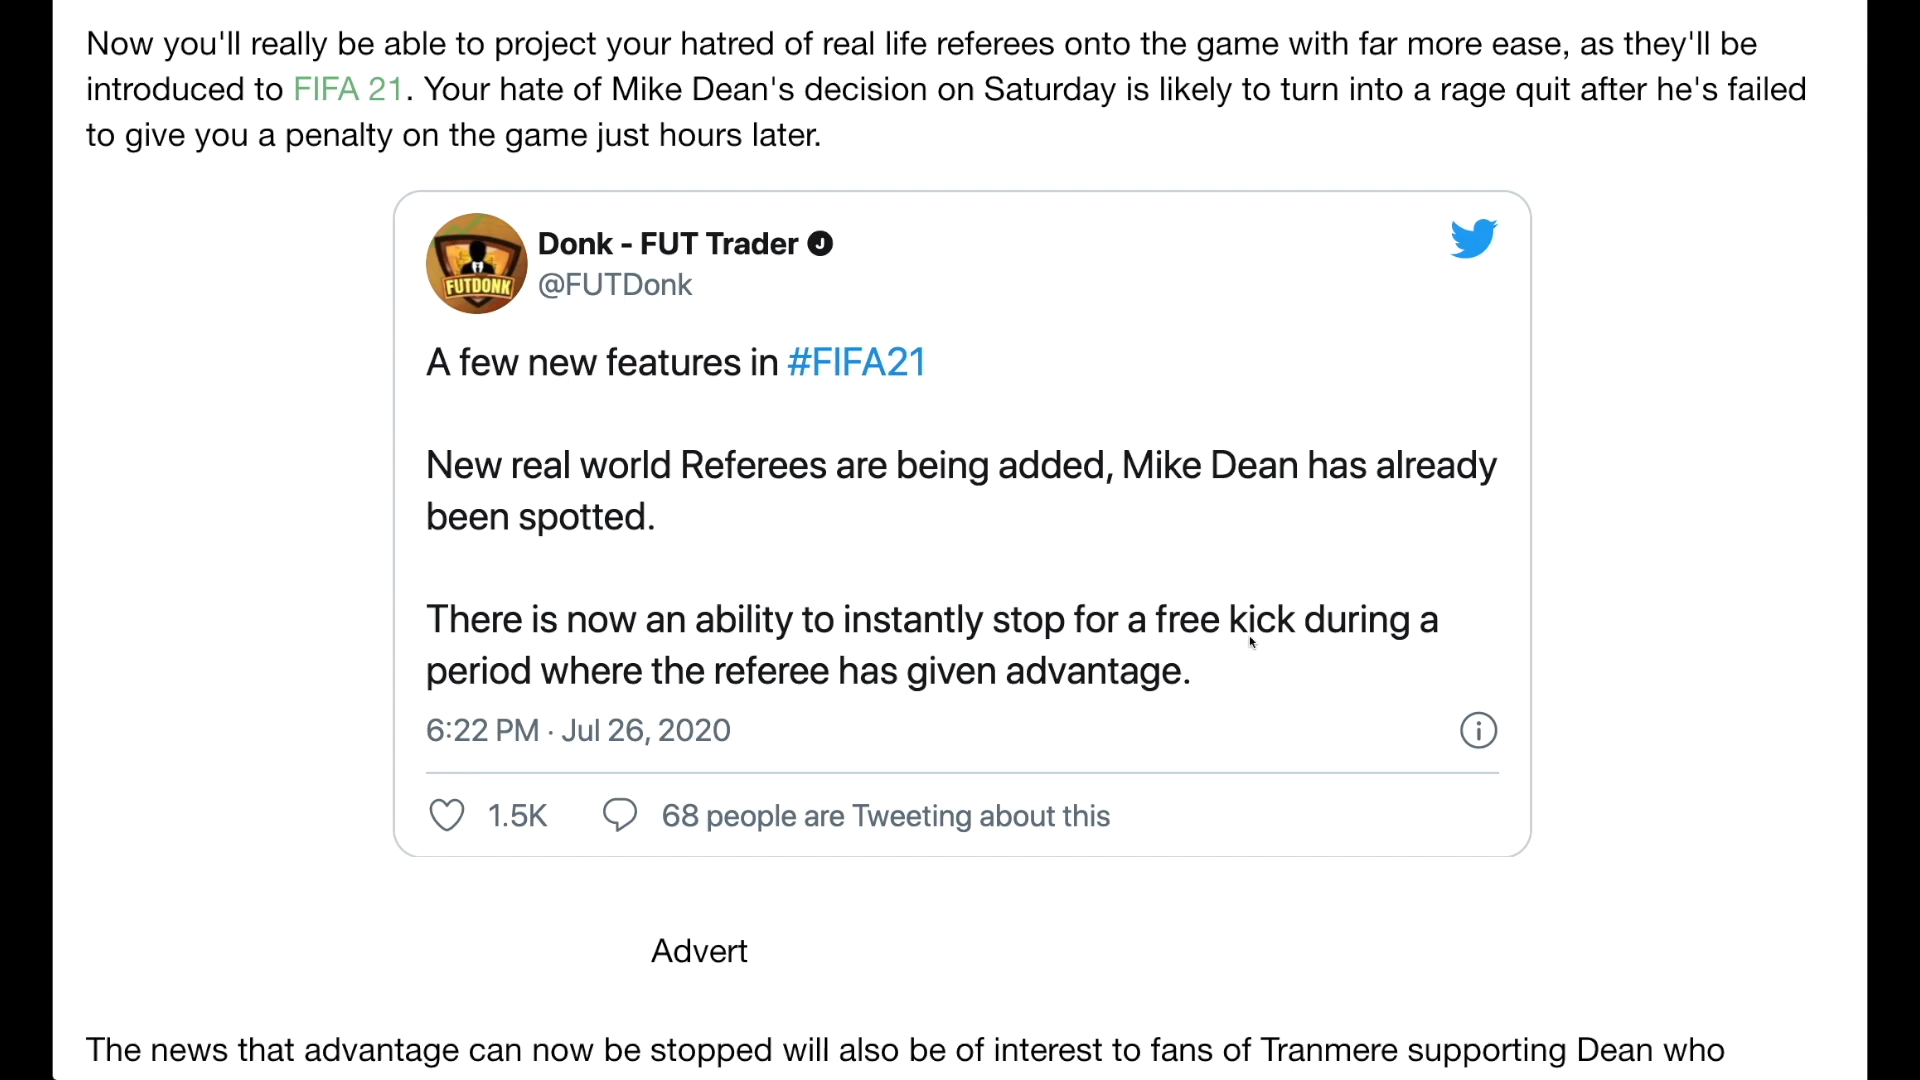 Now you'll really be able to project your hatred of real life referees onto the game with far more ease, as they'll be
introduced to FIFA 21. Your hate of Mike Dean's decision on Saturday is likely to turn into a rage quit after he's failed
to give you a penalty on the game just hours later.
Donk - FUT Trader J
@FUTDonk
FUTDONK
A few new features in #FIFA21
New real world Referees are being added, Mike Dean has already
been spotted.
There is now an ability to instantly stop for a free kick during a
period where the referee has given advantage.
6:22 PM · Jul 26, 2020
1.5K 68 people are Tweeting about this
Advert
The news that advantage can now be stopped will also be of interest to fans of Tranmere supporting Dean who